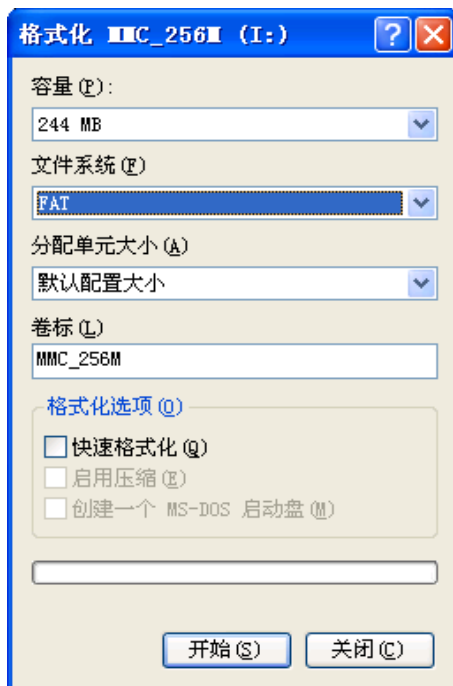 格式化 MMC_256M (I:)
容量(P):
244 MB
文件系统(F)
FAT
分配单元大小(A)
默认配置大小
卷标(L)
MMC_256M
格式化选项(O)
快速格式化(Q)
启用压缩(E)
创建一个 MS-DOS 启动盘(M)
开始(S)
关闭(C)